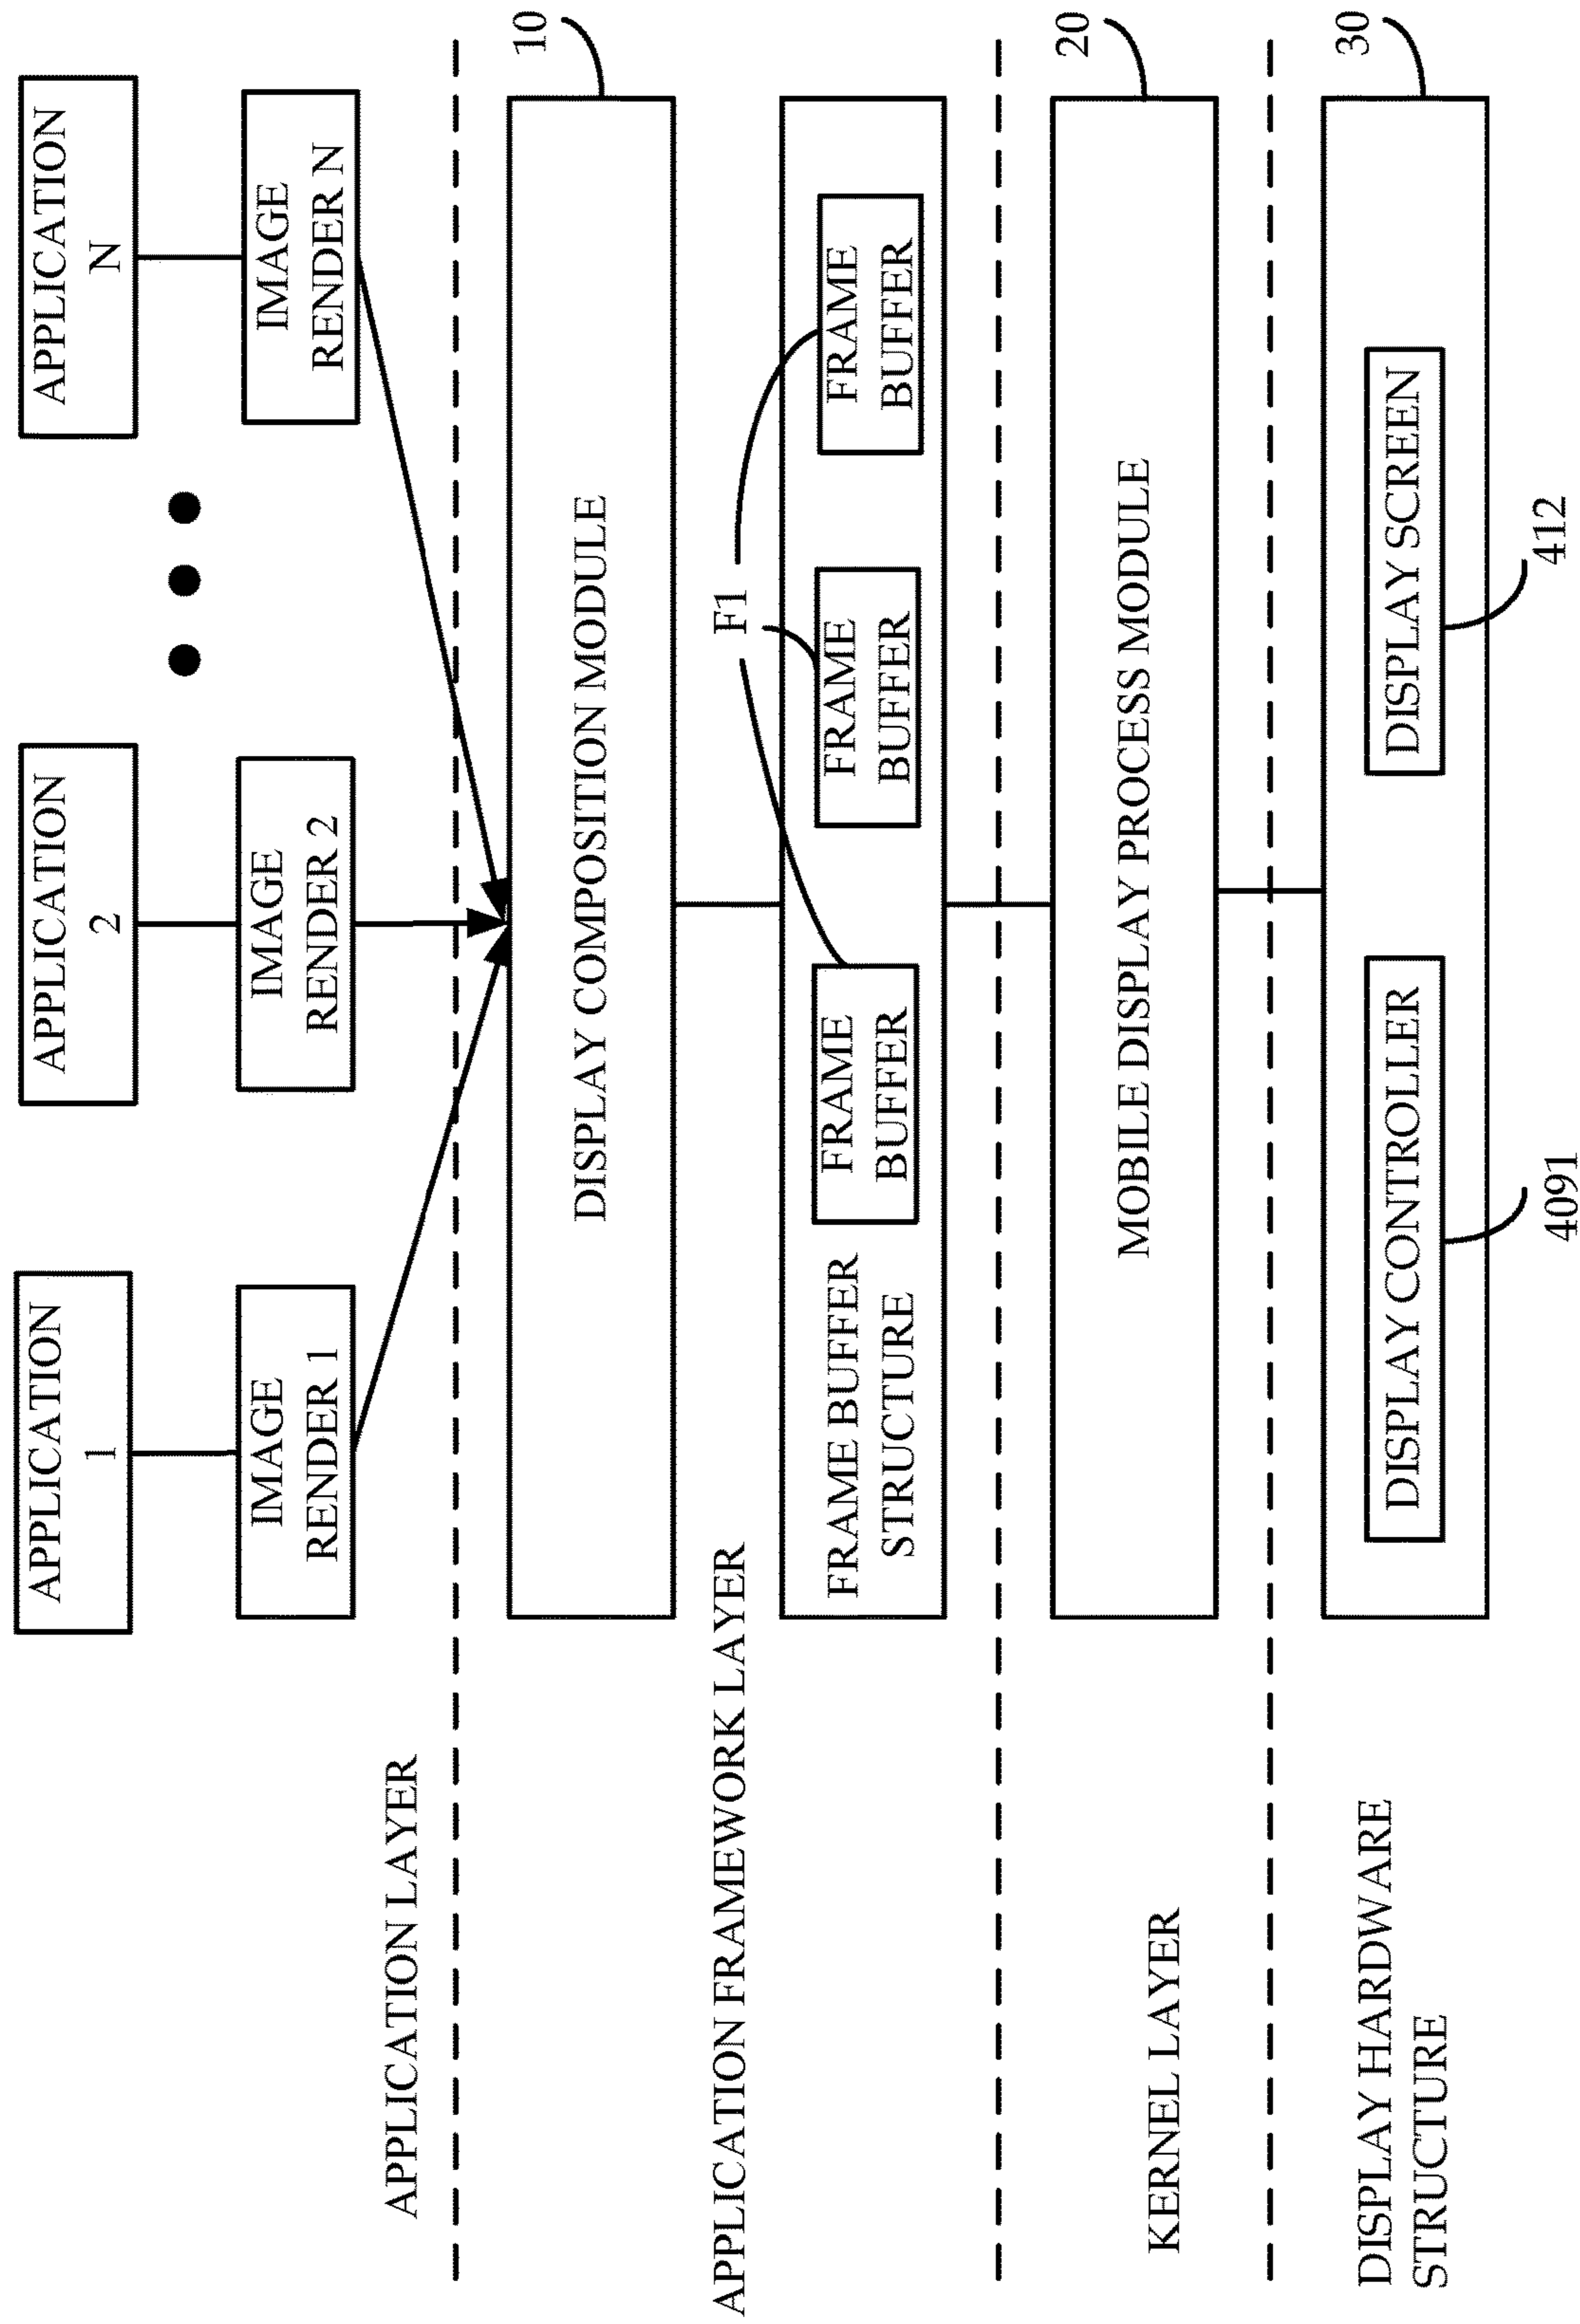 APPLICATION
1
APPLICATION
2
APPLICATION
N
IMAGE
RENDER 1
IMAGE
RENDER 2
IMAGE
RENDER N
APPLICATION LAYER
10
DISPLAY COMPOSITION MODULE
APPLICATION FRAMEWORK LAYER
F1
FRAME BUFFER
STRUCTURE
FRAME
BUFFER
FRAME
BUFFER
FRAME
BUFFER
20
MOBILE DISPLAY PROCESS MODULE
KERNEL LAYER
30
DISPLAY HARDWARE
STRUCTURE
DISPLAY CONTROLLER
DISPLAY SCREEN
4091
412